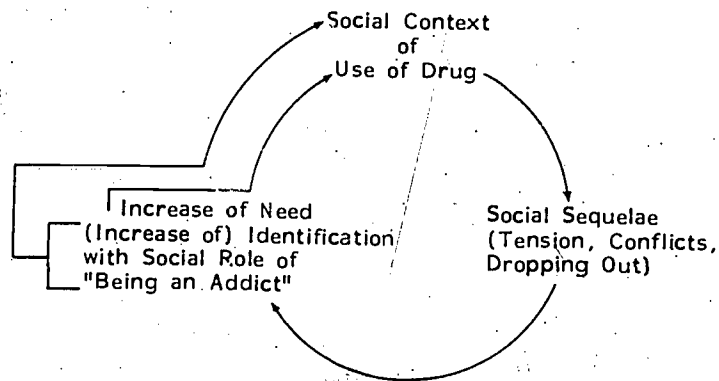 Social Context
of
Use of Drug
Increase of Need
(Increase of) Identification
with Social Role of
"Being an Addict"
Social Sequelae
(Tension, Conflicts,
Dropping Out)